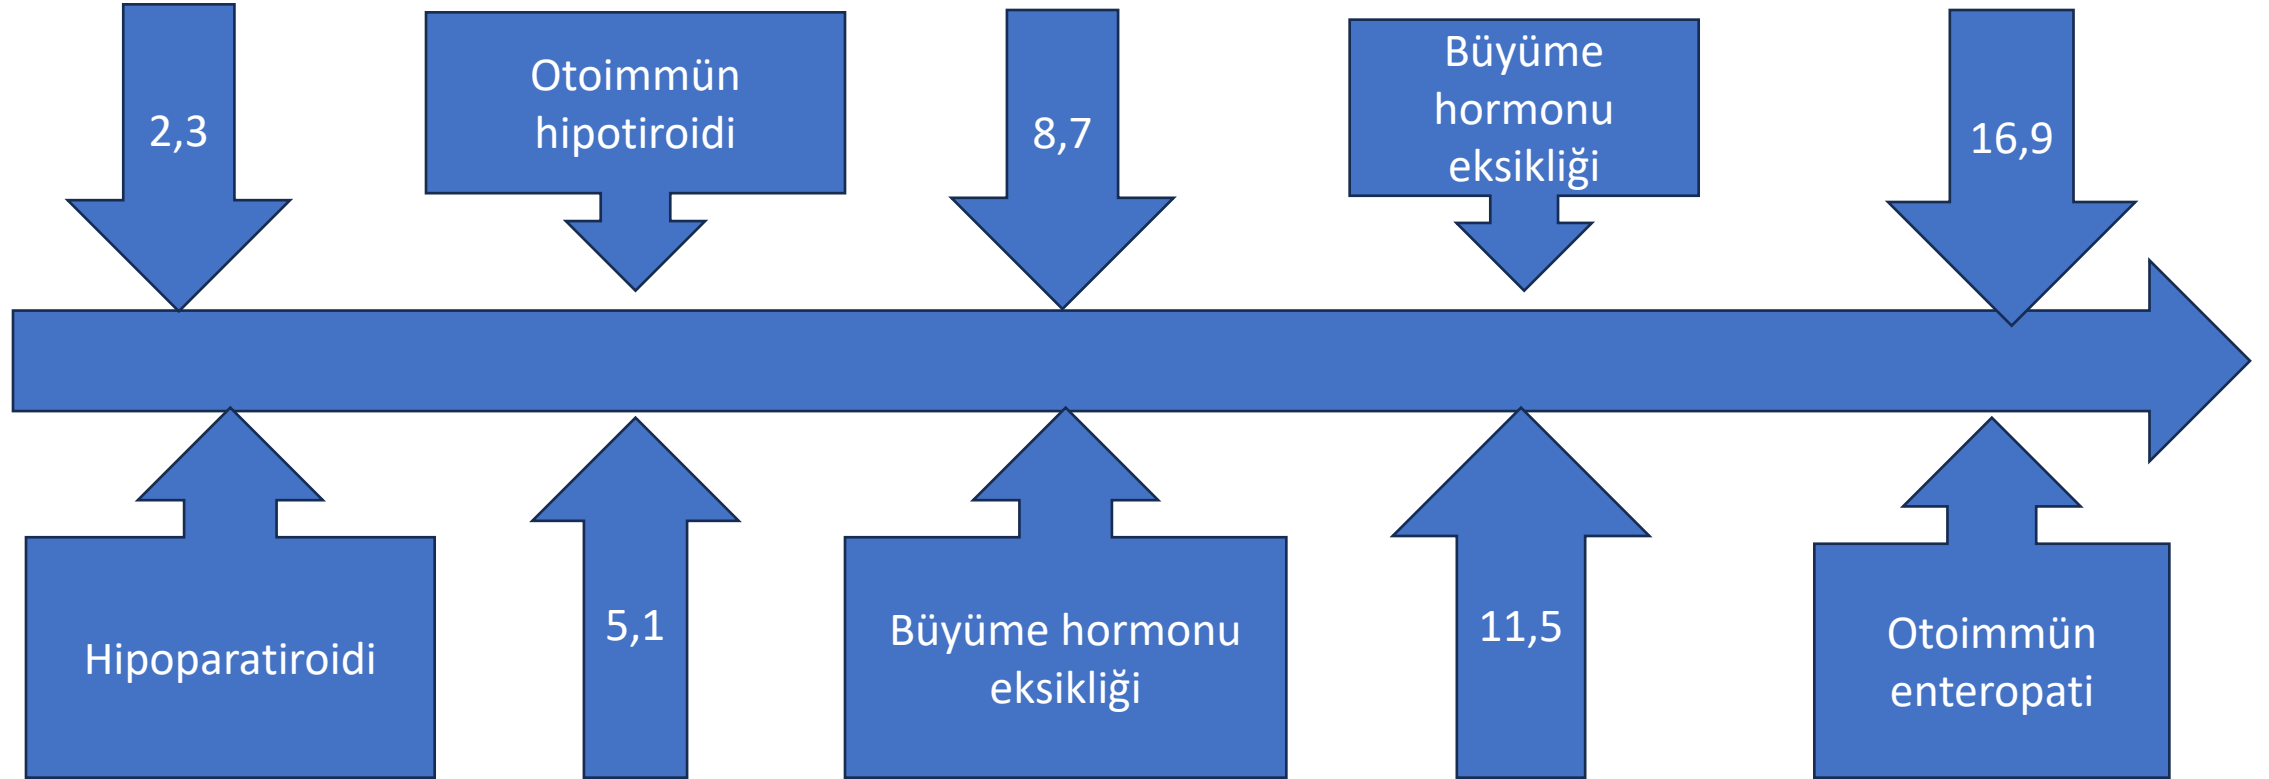 2,3
Otoimmün
hipotiroidi
8,7
Büyüme
hormonu
eksikliği
16,9
Hipoparatiroidi
5,1
Büyüme hormonu
eksikliği
11,5
Otoimmün
enteropati